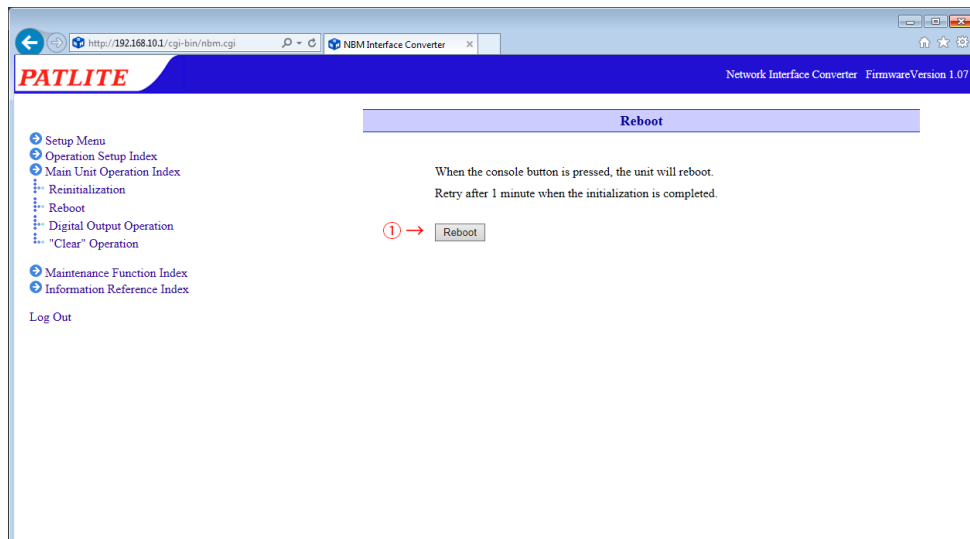 http://192.168.10.1/cgi-bin/nbm.cgi
NBM Interface Converter
PATLITE
Network Interface Converter FirmwareVersion 1.07
Reboot
Setup Menu
Operation Setup Index
Main Unit Operation Index
Reinitialization
Reboot
Digital Output Operation
"Clear" Operation
Maintenance Function Index
Information Reference Index
Log Out
When the console button is pressed, the unit will reboot.
Retry after 1 minute when the initialization is completed.
① → Reboot